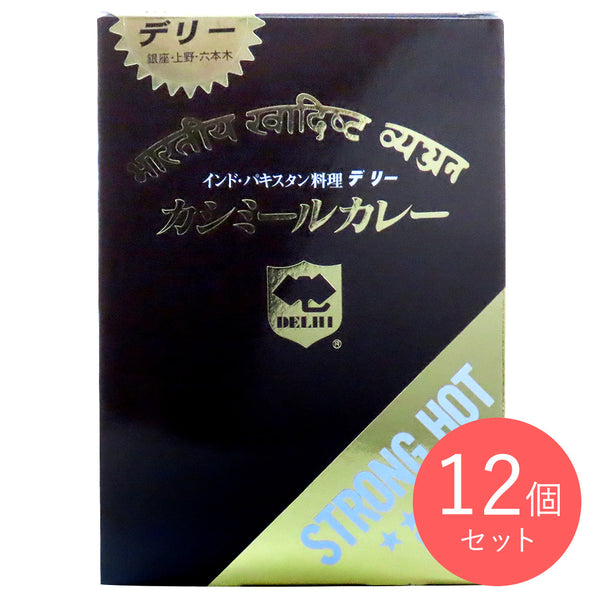 デリー
銀座・上野・六本木
भारतीय स्वादिष्ट व्यञ्जन
インド・パキスタン料理 デリー
カシミールカレー
DELHI
®
STRONG HOT
12個
セット